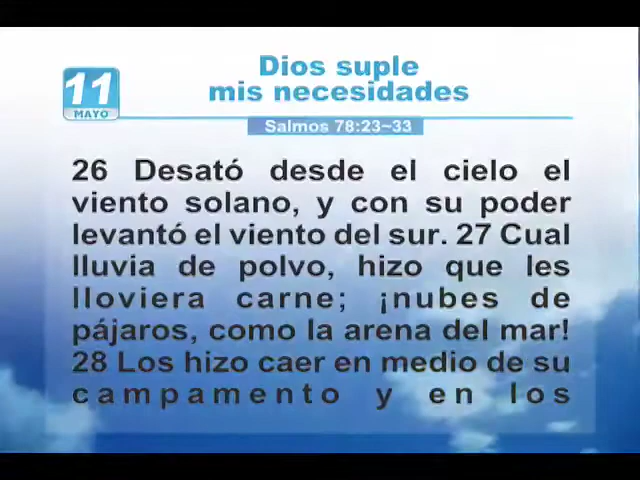 11
MAYO
Dios suple
mis necesidades
Salmos 78:23~33
26 Desató desde el cielo el
viento solano, y con su poder
levantó el viento del sur. 27 Cual
lluvia de polvo, hizo que les
lloviera carne; ¡nubes de
pájaros, como la arena del mar!
28 Los hizo caer en medio de su
campamento y en los